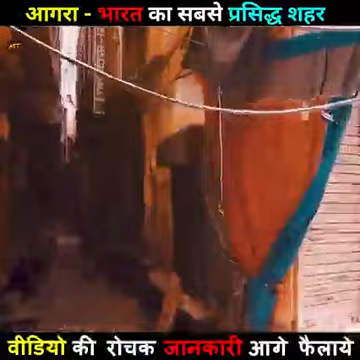 आगरा - भारत का सबसे प्रसिद्ध शहर
वीडियो की रोचक जानकारी आगे फैलाये